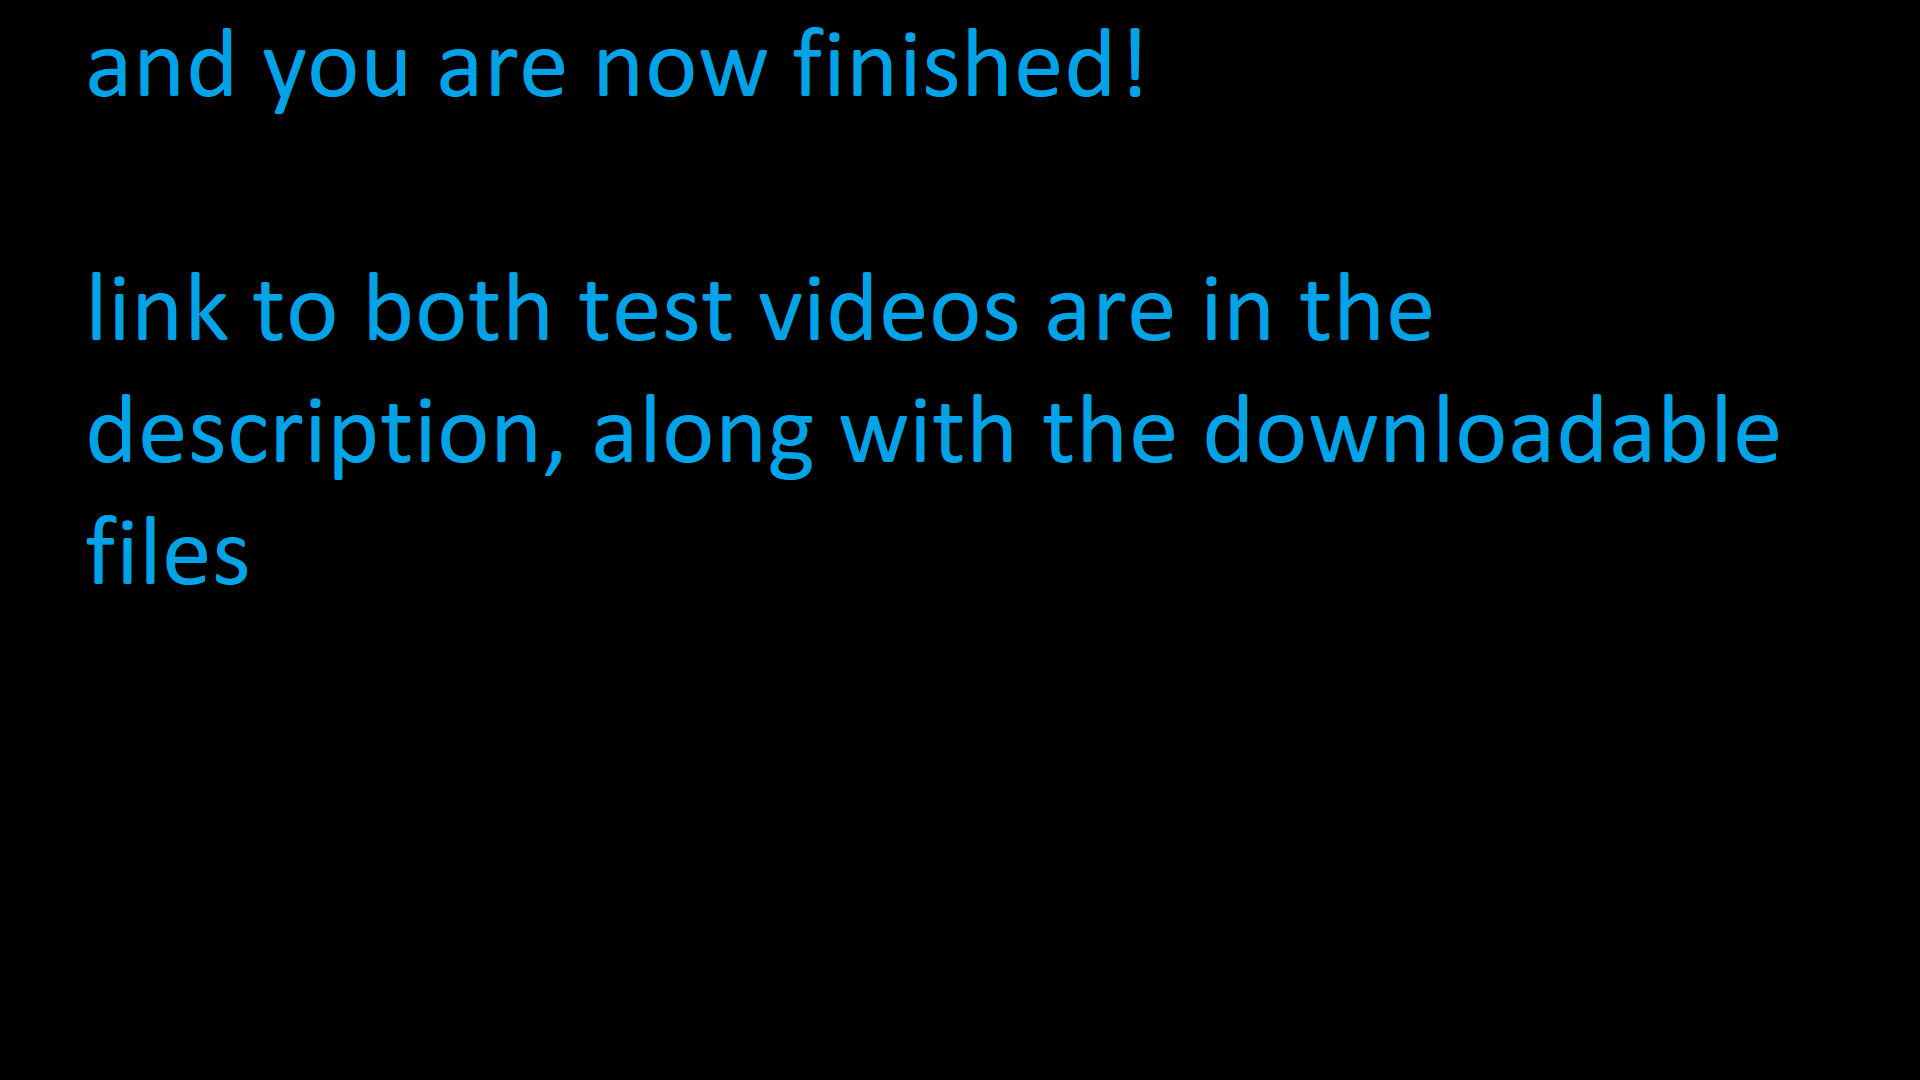 and you are now finished!
link to both test videos are in the
description, along with the downloadable
files